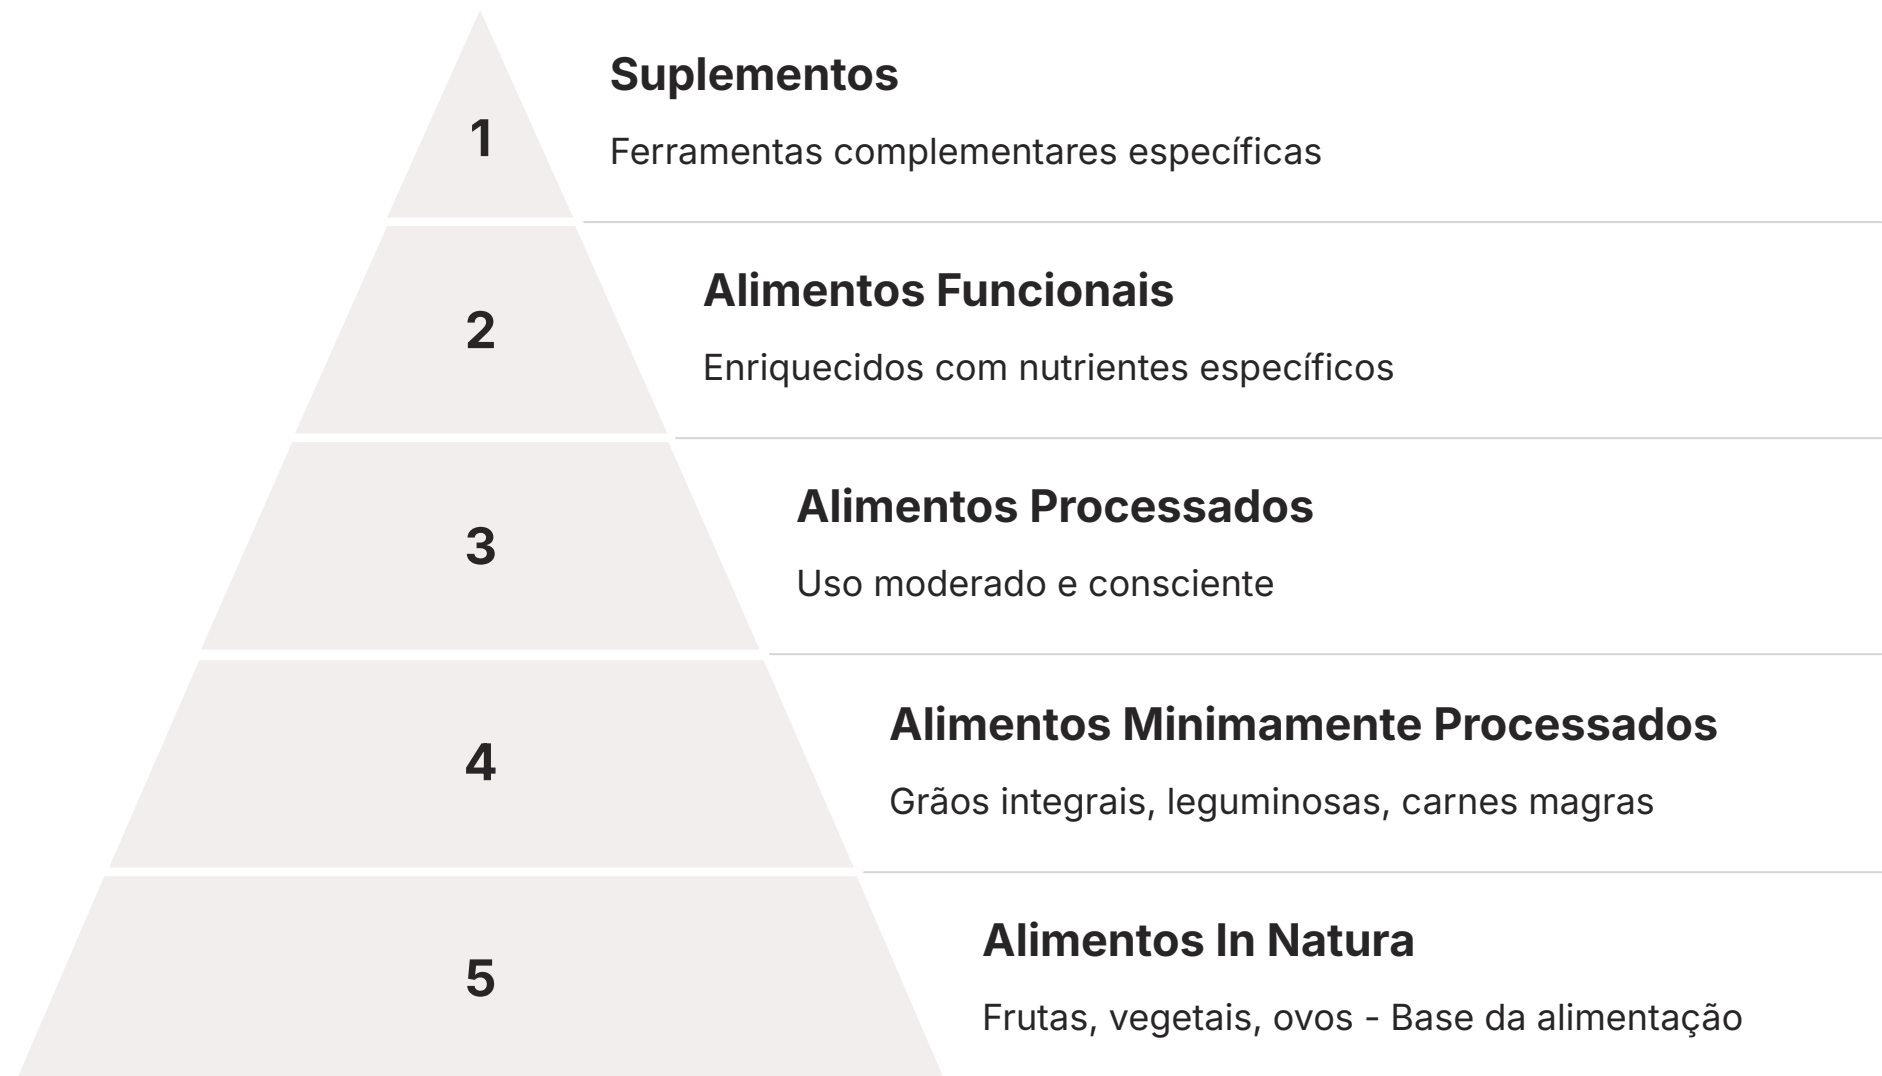 1
Suplementos
Ferramentas complementares específicas
2
Alimentos Funcionais
Enriquecidos com nutrientes específicos
3
Alimentos Processados
Uso moderado e consciente
4
Alimentos Minimamente Processados
Grãos integrais, leguminosas, carnes magras
5
Alimentos In Natura
Frutas, vegetais, ovos - Base da alimentação